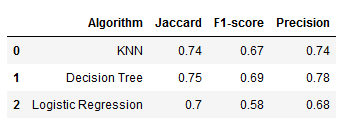 Algorithm Jaccard F1-score Precision
0 KNN 0.74 0.67 0.74
1 Decision Tree 0.75 0.69 0.78
2 Logistic Regression 0.7 0.58 0.68